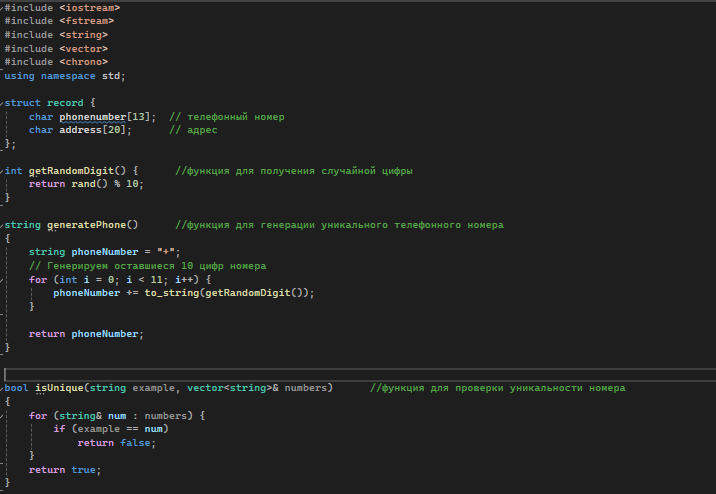 #include <iostream>
#include <fstream>
#include <string>
#include <vector>
#include <chrono>
using namespace std;
struct record {
char phonenumber[13]; // телефонный номер
char address[20]; // адрес
};
int getRandomDigit() { //функция для получения случайной цифры
return rand() % 10;
}
string generatePhone() //функция для генерации уникального телефонного номера
{
string phoneNumber = "+";
// Генерируем оставшиеся 10 цифр номера
for (int i = 0; i < 11; i++) {
phoneNumber += to_string(getRandomDigit());
}
return phoneNumber;
}
bool isUnique(string example, vector<string>& numbers) //функция для проверки уникальности номера
{
for (string& num : numbers) {
if (example == num)
return false;
}
return true;
}